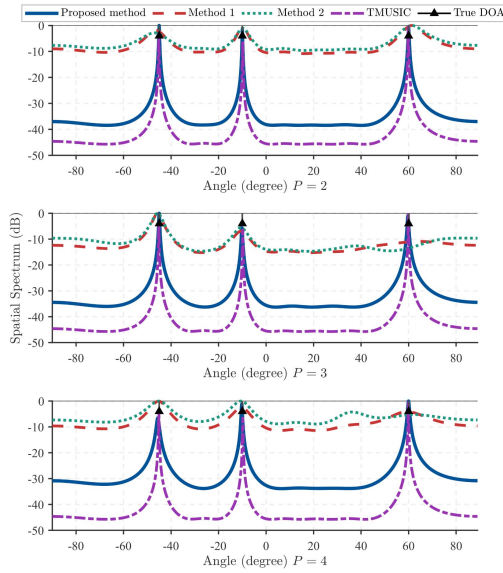 Proposed method Method 1 Method 2 TMUSIC True DOA
0
-10
-20
-30
-40
-50
-80 -60 -40 -20 0 20 40 60 80
Angle (degree) P = 2
Spatial Spectrum (dB)
0
-10
-20
-30
-40
-50
-80 -60 -40 -20 0 20 40 60 80
Angle (degree) P = 3
0
-10
-20
-30
-40
-50
-80 -60 -40 -20 0 20 40 60 80
Angle (degree) P = 4